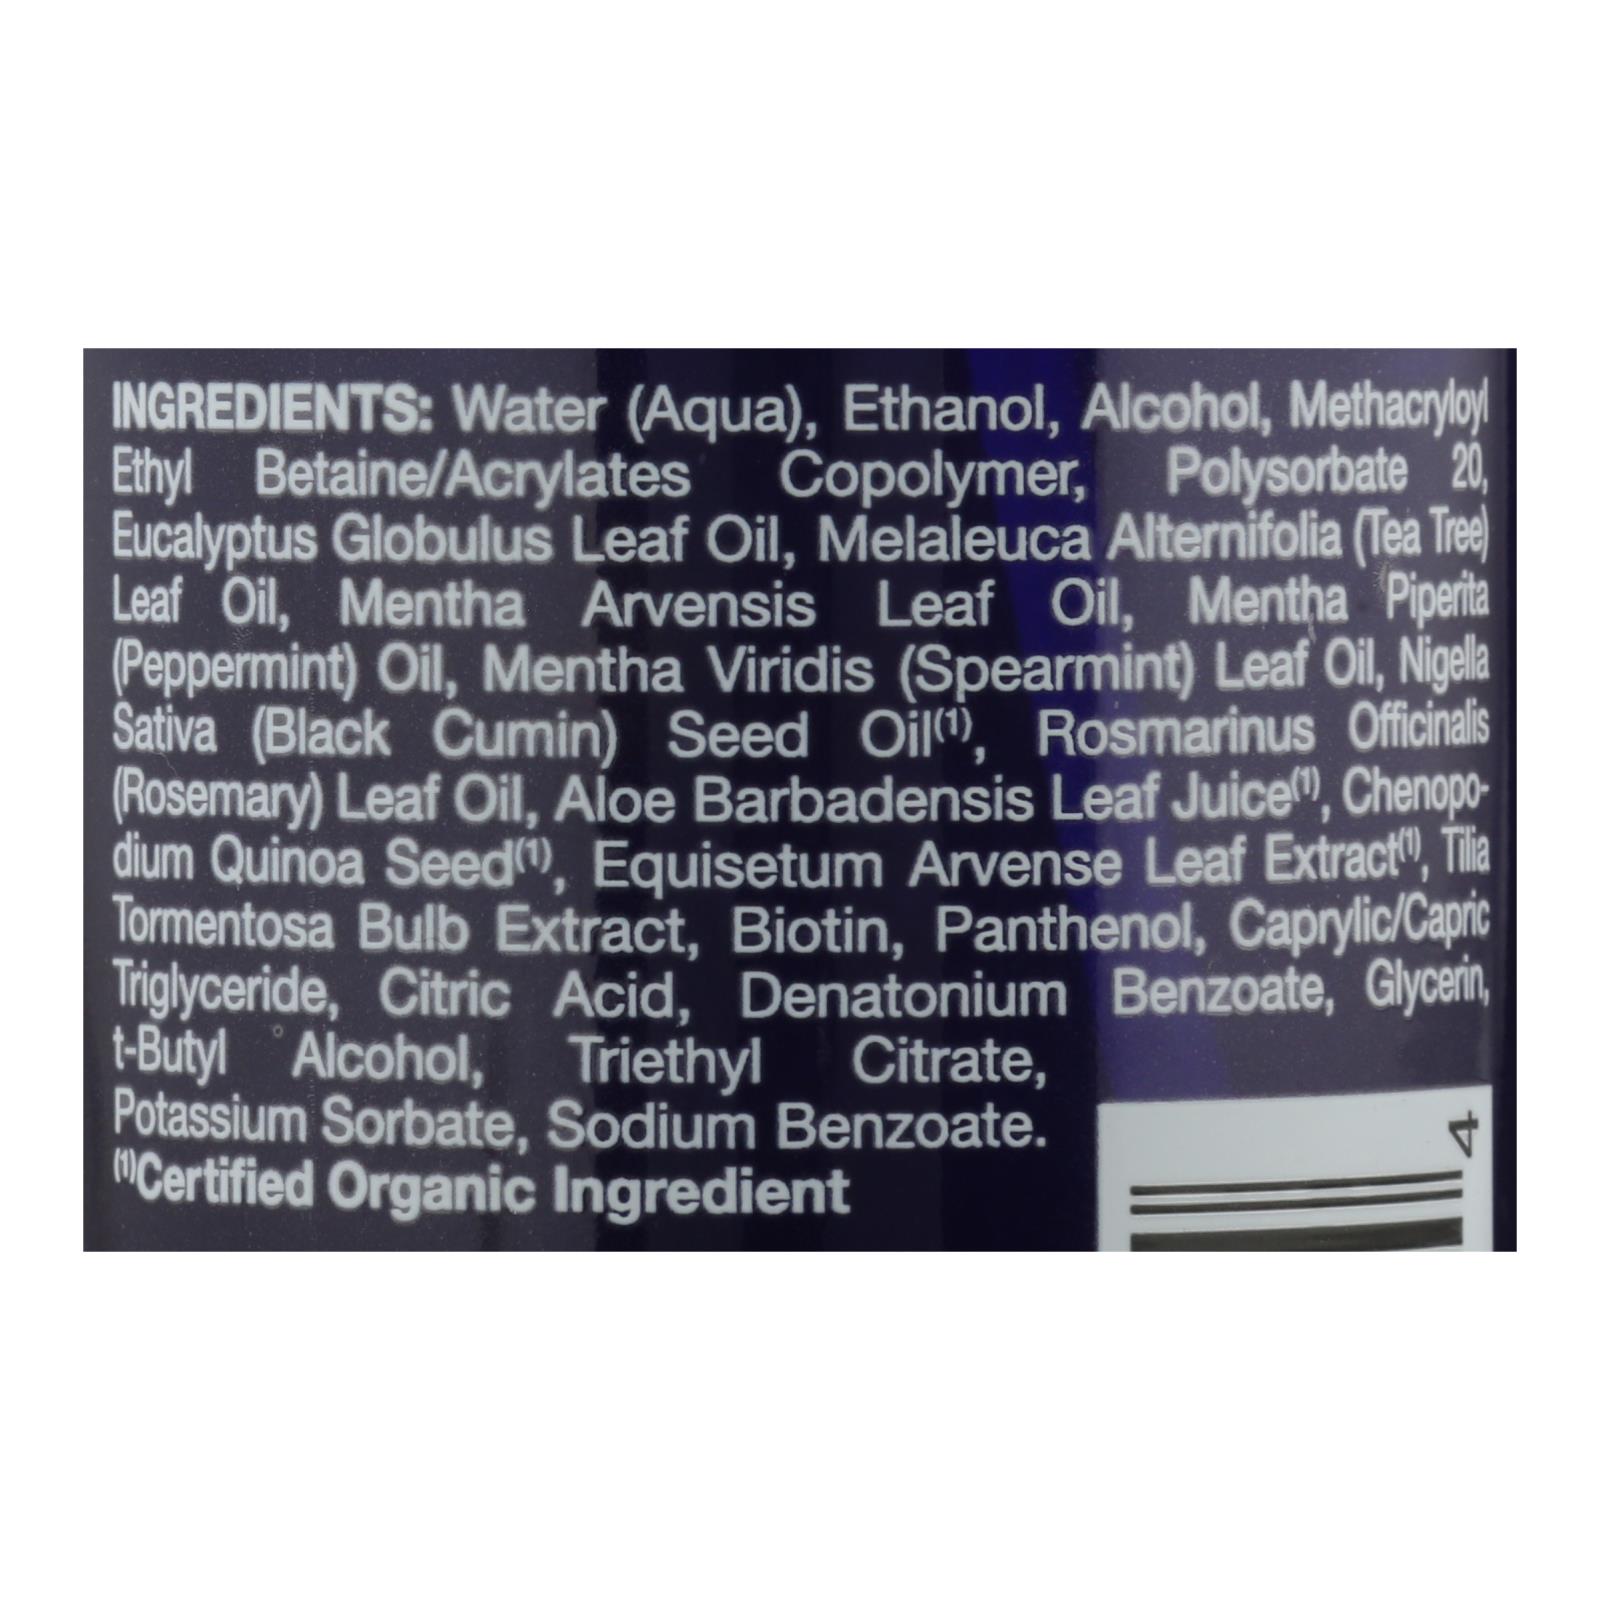 INGREDIENTS: Water (Aqua), Ethanol, Alcohol, Methacryloyl
Ethyl Betaine/Acrylates Copolymer, Polysorbate 20,
Eucalyptus Globulus Leaf Oil, Melaleuca Alternifolia (Tea Tree)
Leaf Oil, Mentha Arvensis Leaf Oil, Mentha Piperita
(Peppermint) Oil, Mentha Viridis (Spearmint) Leaf Oil, Nigella
Sativa (Black Cumin) Seed Oil⁽¹⁾, Rosmarinus Officinalis
(Rosemary) Leaf Oil, Aloe Barbadensis Leaf Juice⁽¹⁾, Chenopo-
dium Quinoa Seed⁽¹⁾, Equisetum Arvense Leaf Extract⁽¹⁾, Tilia
Tormentosa Bulb Extract, Biotin, Panthenol, Caprylic/Capric
Triglyceride, Citric Acid, Denatonium Benzoate, Glycerin,
t-Butyl Alcohol, Triethyl Citrate,
Potassium Sorbate, Sodium Benzoate.
⁽¹⁾Certified Organic Ingredient
4